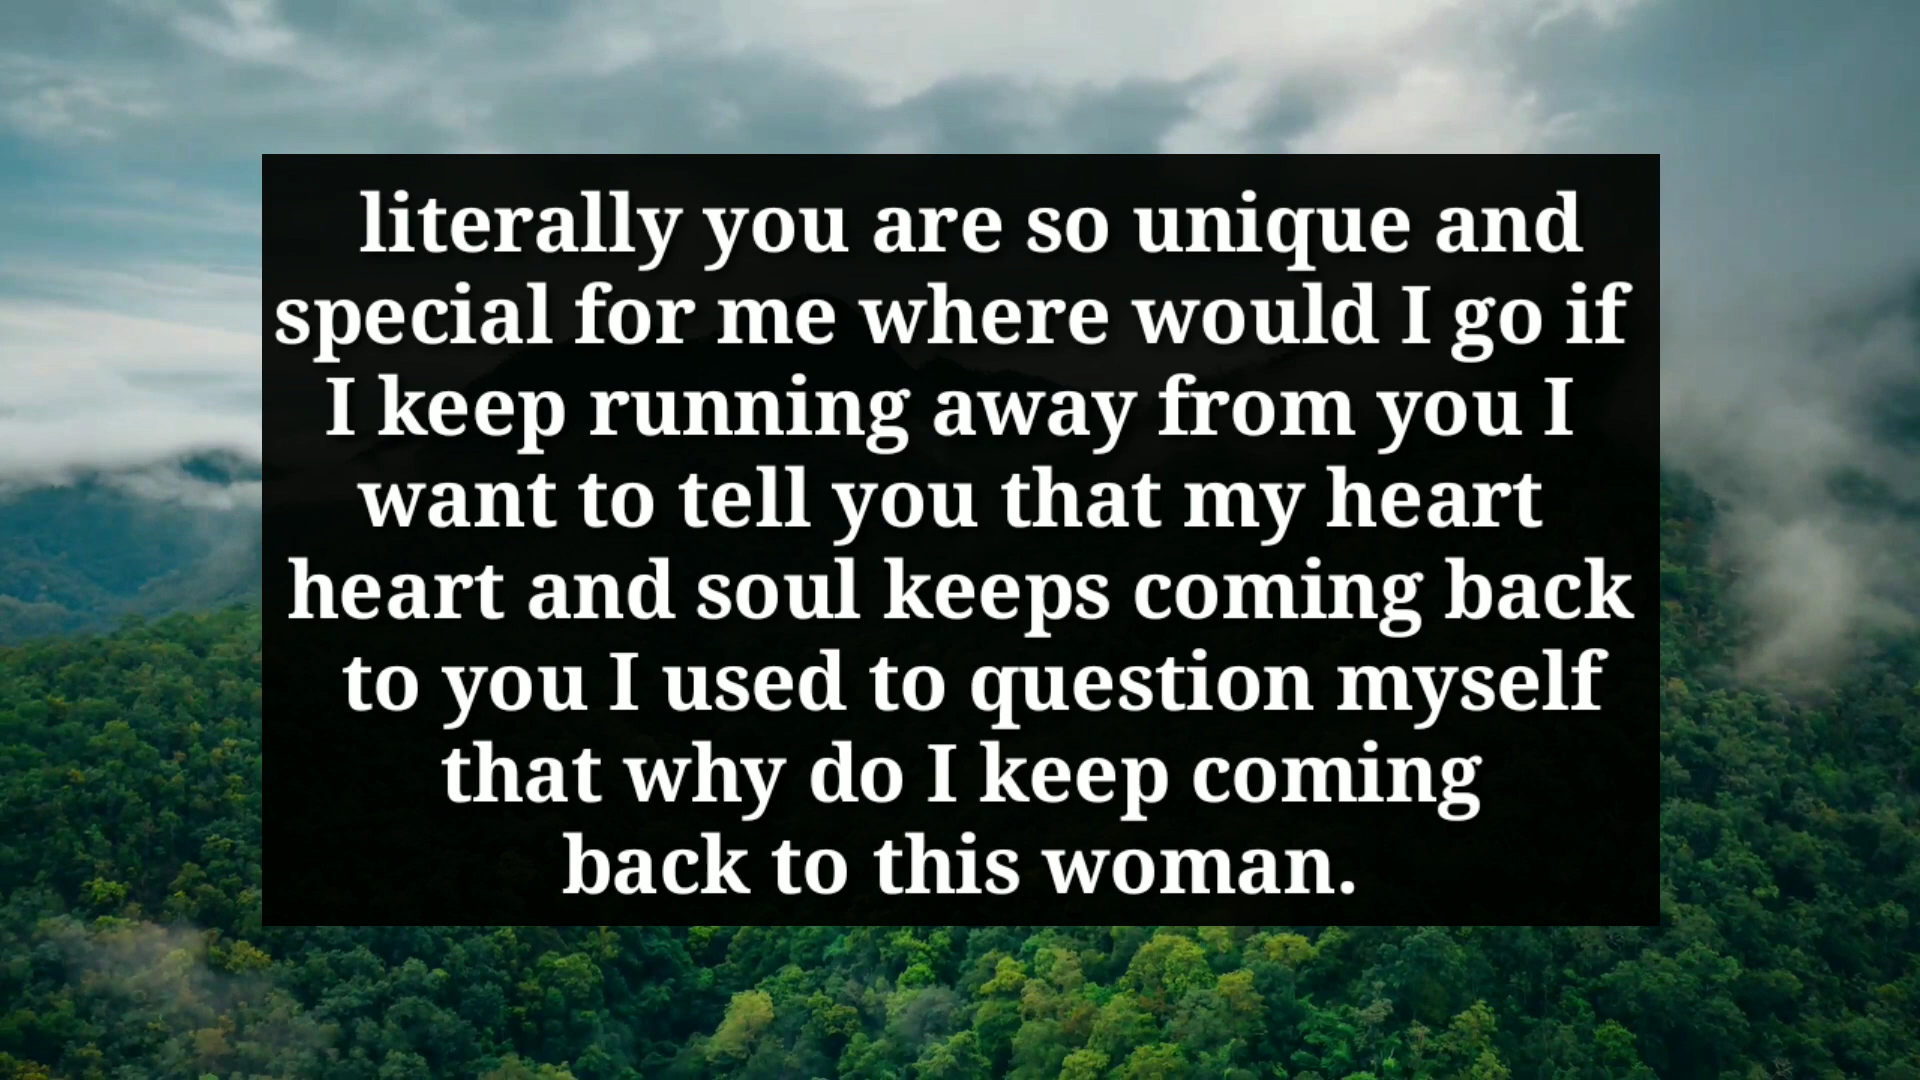 literally you are so unique and
special for me where would I go if
I keep running away from you I
want to tell you that my heart
heart and soul keeps coming back
to you I used to question myself
that why do I keep coming
back to this woman.